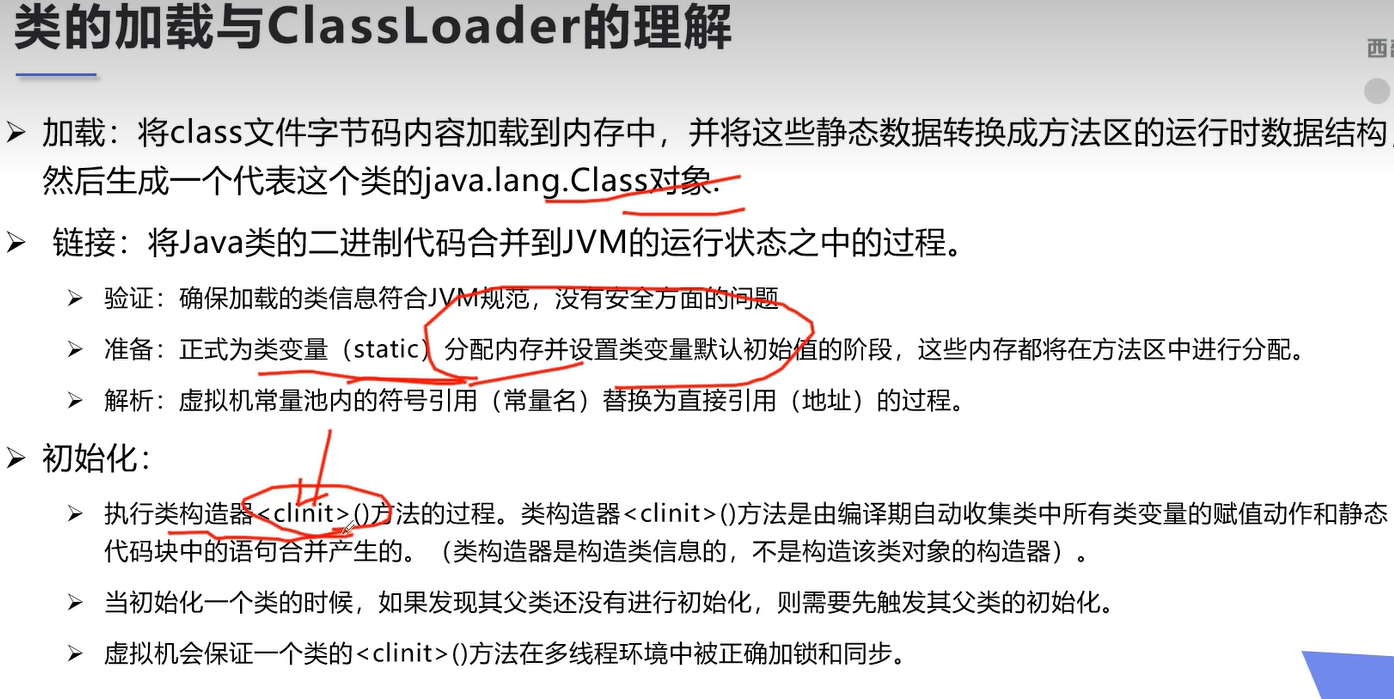 类的加载与ClassLoader的理解
西
加载：将class文件字节码内容加载到内存中，并将这些静态数据转换成方法区的运行时数据结构，
然后生成一个代表这个类的java.lang.Class对象.
链接：将Java类的二进制代码合并到JVM的运行状态之中的过程。
验证：确保加载的类信息符合JVM规范，没有安全方面的问题
准备：正式为类变量（static）分配内存并设置类变量默认初始值的阶段，这些内存都将在方法区中进行分配。
解析：虚拟机常量池内的符号引用（常量名）替换为直接引用（地址）的过程。
初始化：
执行类构造器<clinit>()方法的过程。类构造器<clinit>()方法是由编译期自动收集类中所有类变量的赋值动作和静态
代码块中的语句合并产生的。（类构造器是构造类信息的，不是构造该类对象的构造器）。
当初始化一个类的时候，如果发现其父类还没有进行初始化，则需要先触发其父类的初始化。
虚拟机会保证一个类的<clinit>()方法在多线程环境中被正确加锁和同步。